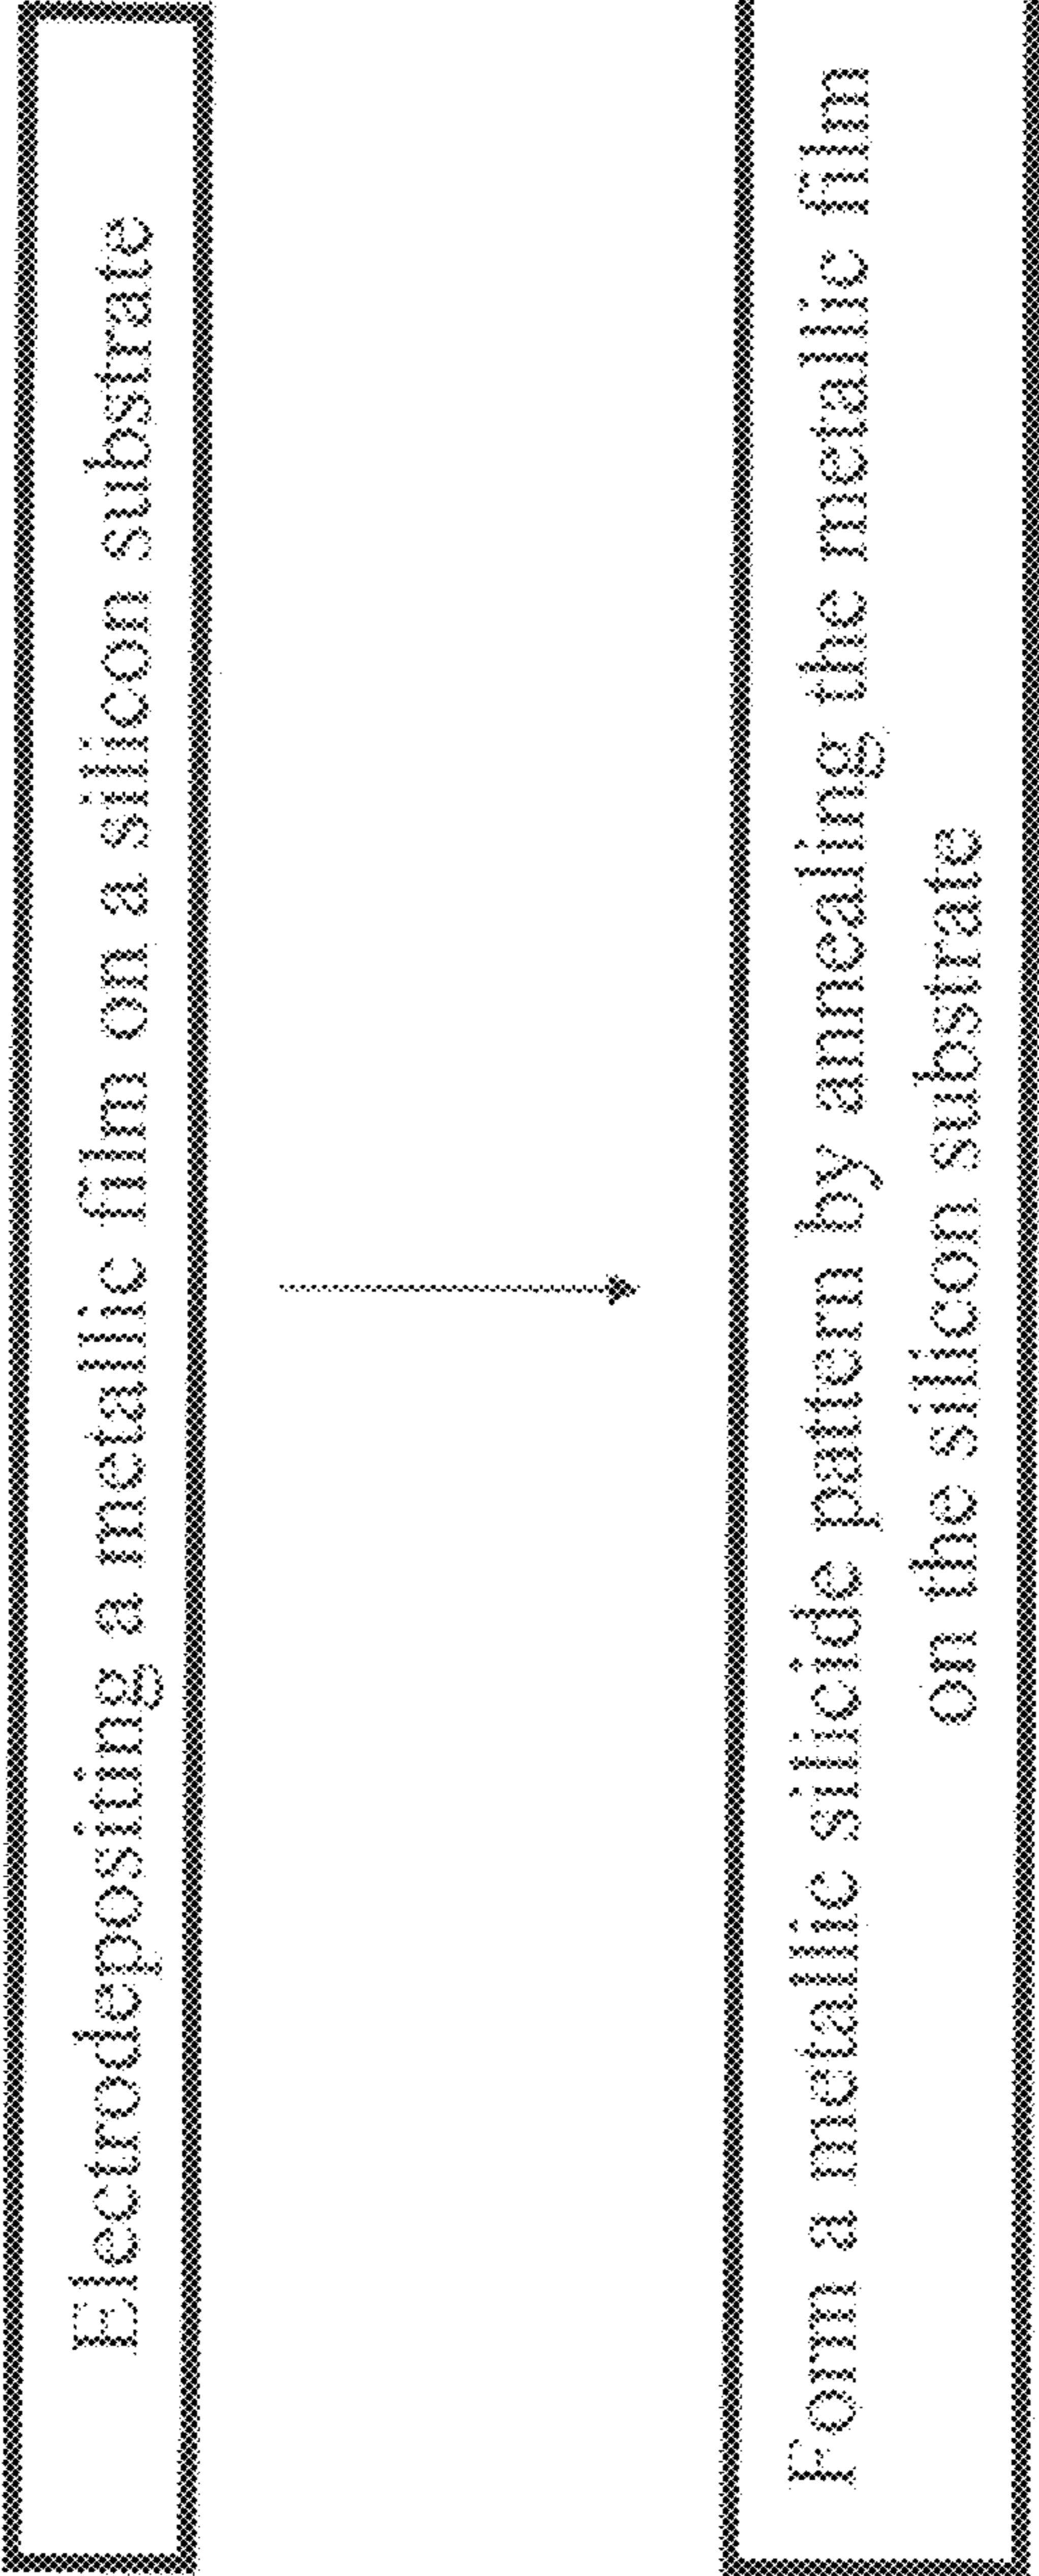 Electrodepositing a metallic film on a silicon substrate
Form a metallic silicide pattern by annealing the metallic film
on the silicon substrate